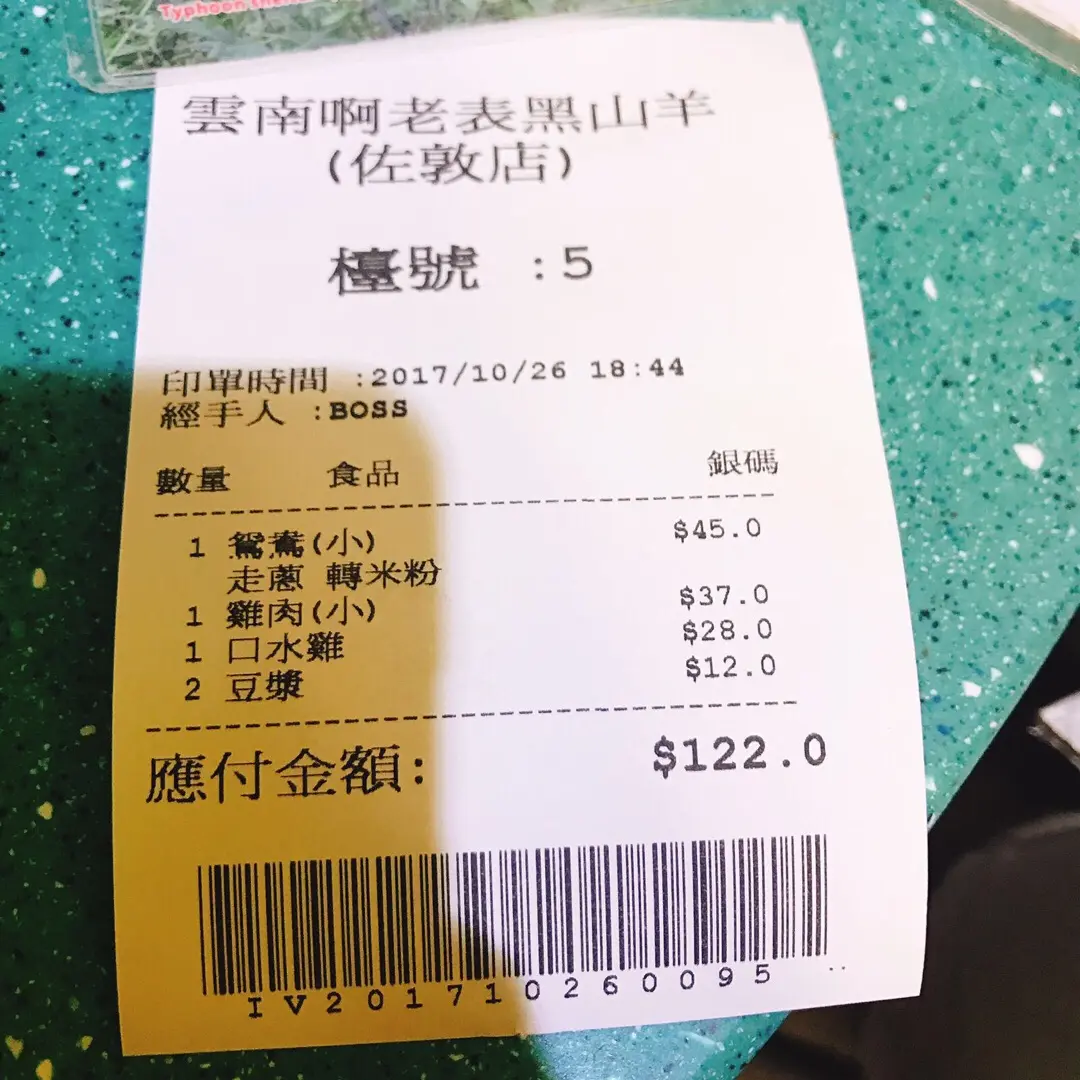 Typhoon
雲南啊老表黑山羊
(佐敦店)
檯號 :5
印單時間 :2017/10/26 18:44
經手人 :BOSS
數量 食品 銀碼
1 鴛鴦(小) $45.0
走蔥 轉米粉
1 雞肉(小) $37.0
1 口水雞 $28.0
2 豆漿 $12.0
應付金額: $122.0
IV201710260095